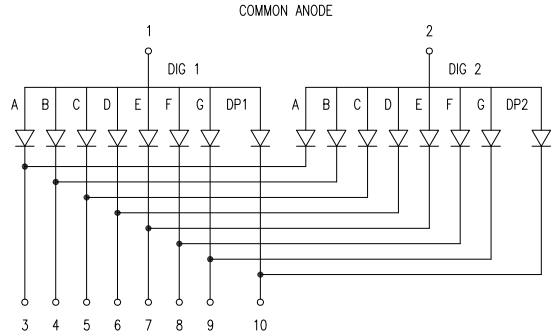 COMMON ANODE
1 2
DIG 1 DIG 2
A B C D E F G DP1 A B C D E F G DP2
3 4 5 6 7 8 9 10